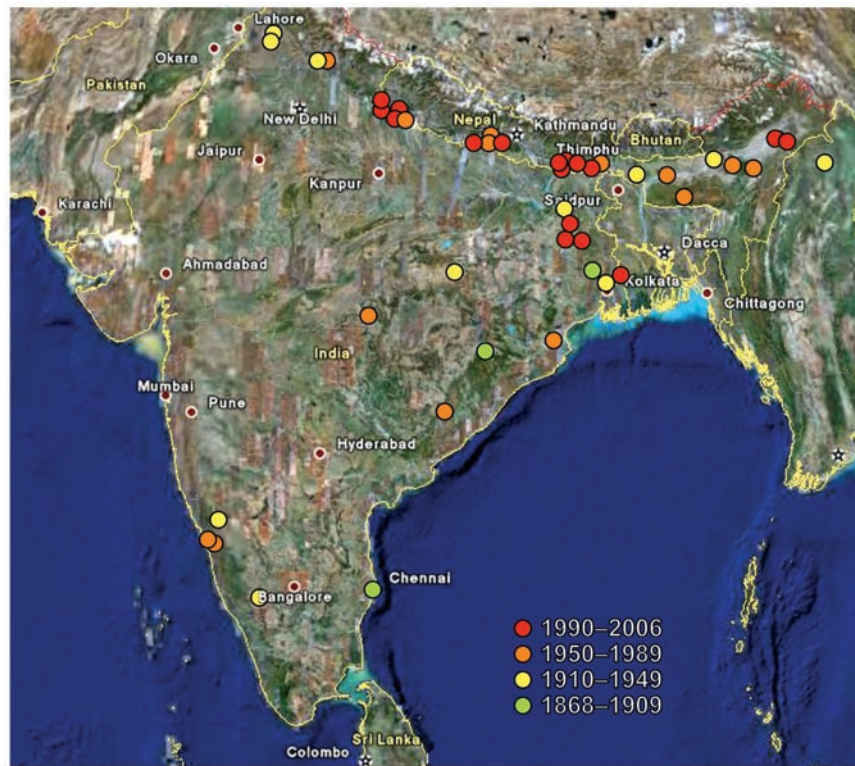 Lahore
Okara
Pakistan
New Delhi
Nepal
Kathmandu
Bhutan
Jaipur
Thimphu
Kanpur
Karachi
Saidpur
Dacca
Ahmadabad
Kolkata
Chittagong
India
Mumbai
Pune
Hyderabad
Chennai
Bangalore
1990–2006
1950–1989
1910–1949
1868–1909
Sri Lanka
Colombo